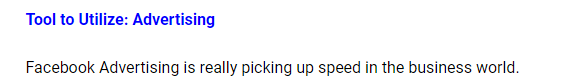 Tool to Utilize: Advertising
Facebook Advertising is really picking up speed in the business world.